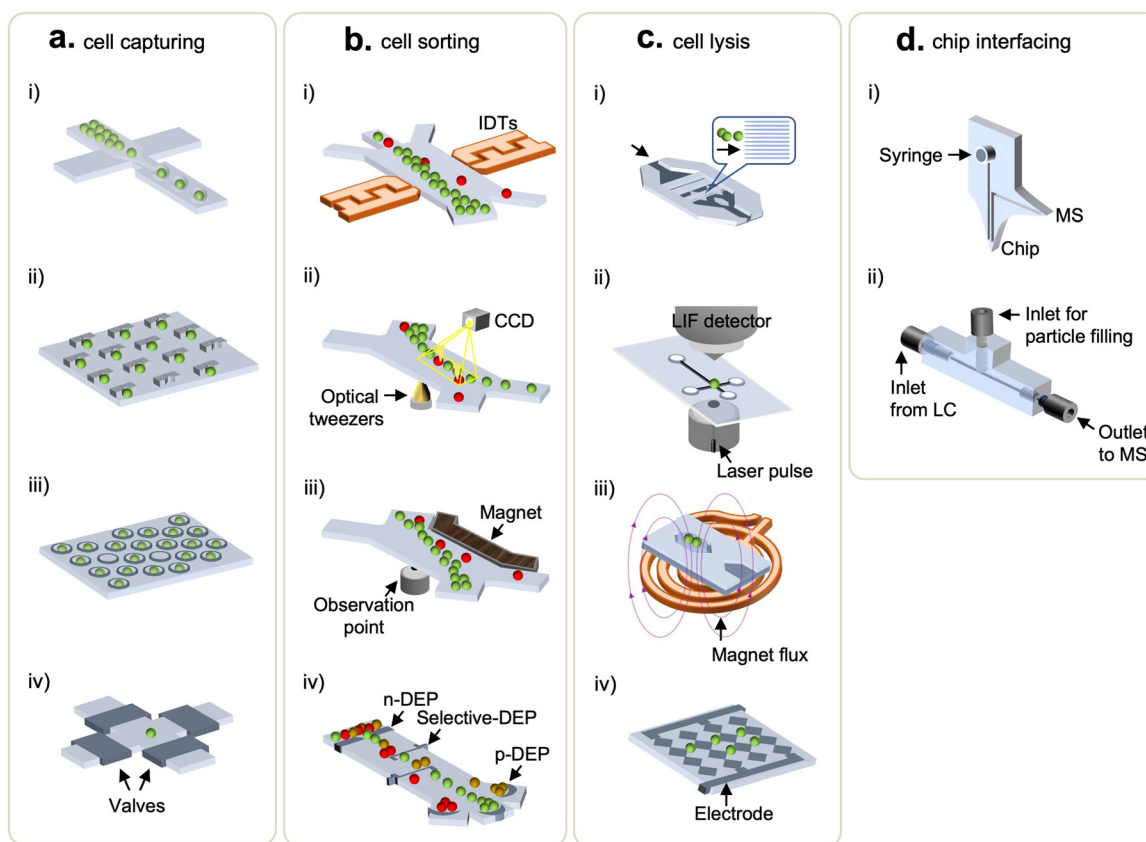 a. cell capturing
i)
ii)
iii)
iv)
Valves
b. cell sorting
i)
IDTs
ii)
CCD
Optical
tweezers
iii)
Magnet
Observation
point
iv)
n-DEP
Selective-DEP
p-DEP
c. cell lysis
i)
ii)
LIF detector
Laser pulse
iii)
Magnet flux
iv)
Electrode
d. chip interfacing
i)
Syringe
MS
Chip
ii)
Inlet for
particle filling
Inlet
from LC
Outlet
to MS